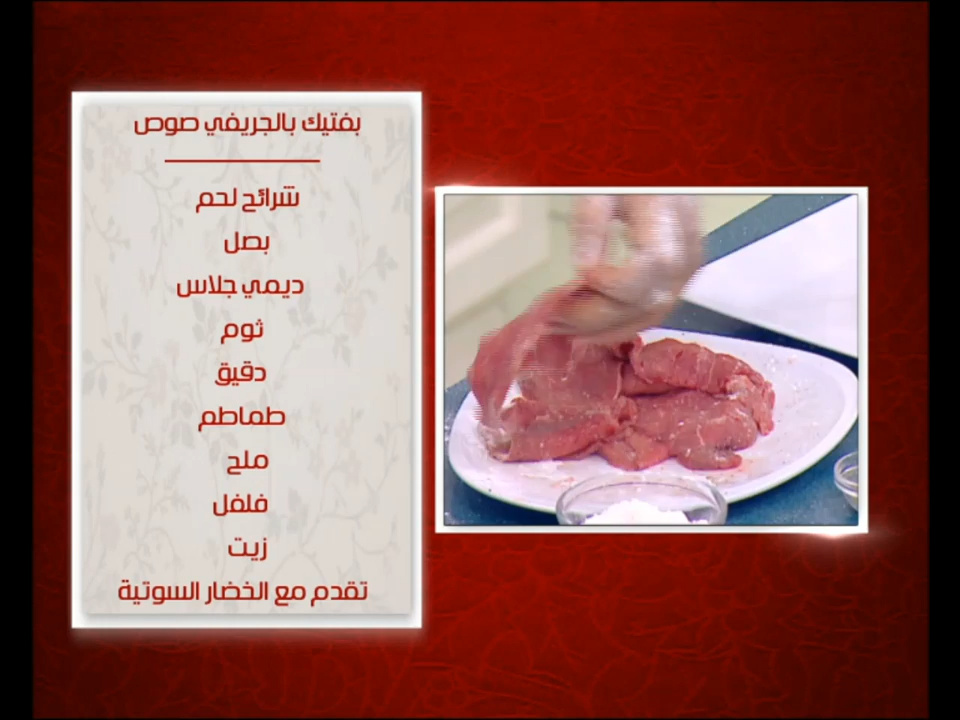 بفتيك بالجريفي صوص
شرائح لحم
بصل
ديمي جلاس
ثوم
دقيق
طماطم
ملح
فلفل
زيت
تقدم مع الخضار السوتية